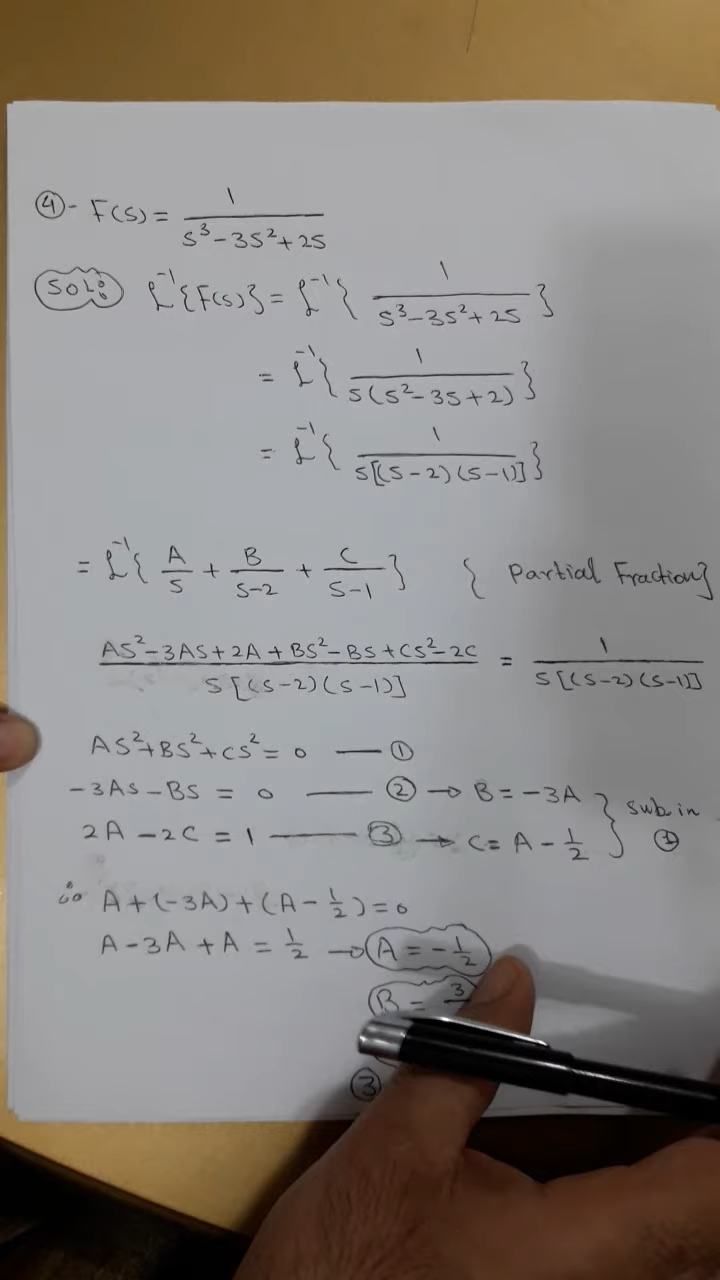 ④- F(S) = 1 / S³-3S²+2S
SOL: £⁻¹{F(S)} = £⁻¹{ 1 / S³-3S²+2S }
= £⁻¹{ 1 / S(S²-3S+2) }
= £⁻¹{ 1 / S[(S-2)(S-1)] }
= £⁻¹{ A/S + B/S-2 + C/S-1 } { Partial Fraction}
AS²-3AS+2A+BS²-BS+CS²-2C / S[(S-2)(S-1)] = 1 / S[(S-2)(S-1)]
AS²+BS²+CS² = 0 — ①
-3AS-BS = 0 — ② → B = -3A
2A-2C = 1 — ③ → C = A - 1/2 } sub in ①
∴ A+(-3A)+(A-1/2) = 0
A-3A+A = 1/2 → A = -1/2
B = 3
③